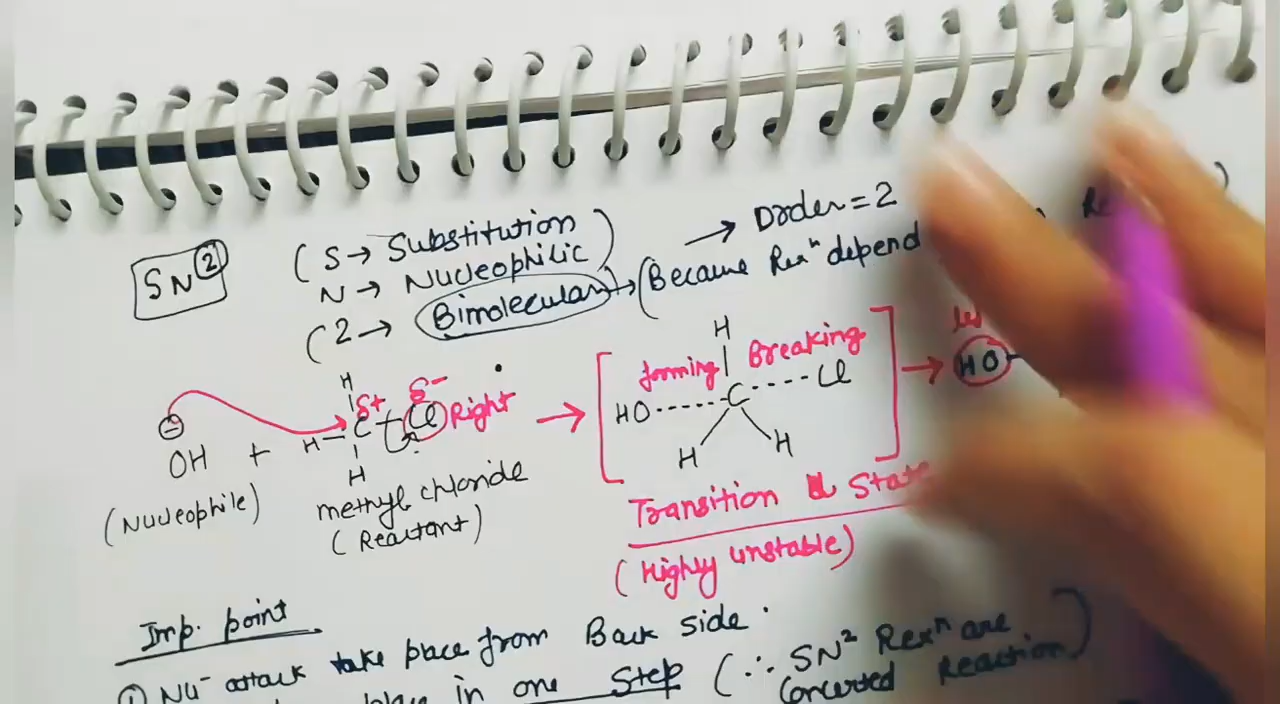 SN② (S → Substitution
N → Nucleophilic)
(2 → Bimolecular) → (Because Rexⁿ depend
→ Order = 2
H H
forming Breaking
δ+ δ-
⊖OH + H-C-Cl Right → [HO-----C----Cl] → HO-
H H H
(Nucleophile) methyl chloride
(Reactant)
Transition State
(Highly unstable)
Imp. point
① Nu⁻ attack take place from Back side.
in one Step (∴ SN² Rexⁿ are
Concerted Reaction)